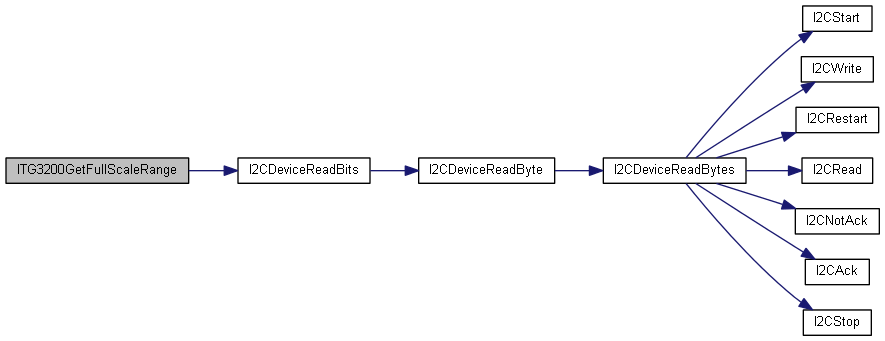 ITG3200GetFullScaleRange
I2CDeviceReadBits
I2CDeviceReadByte
I2CDeviceReadBytes
I2CStart
I2CWrite
I2CRestart
I2CRead
I2CNotAck
I2CAck
I2CStop